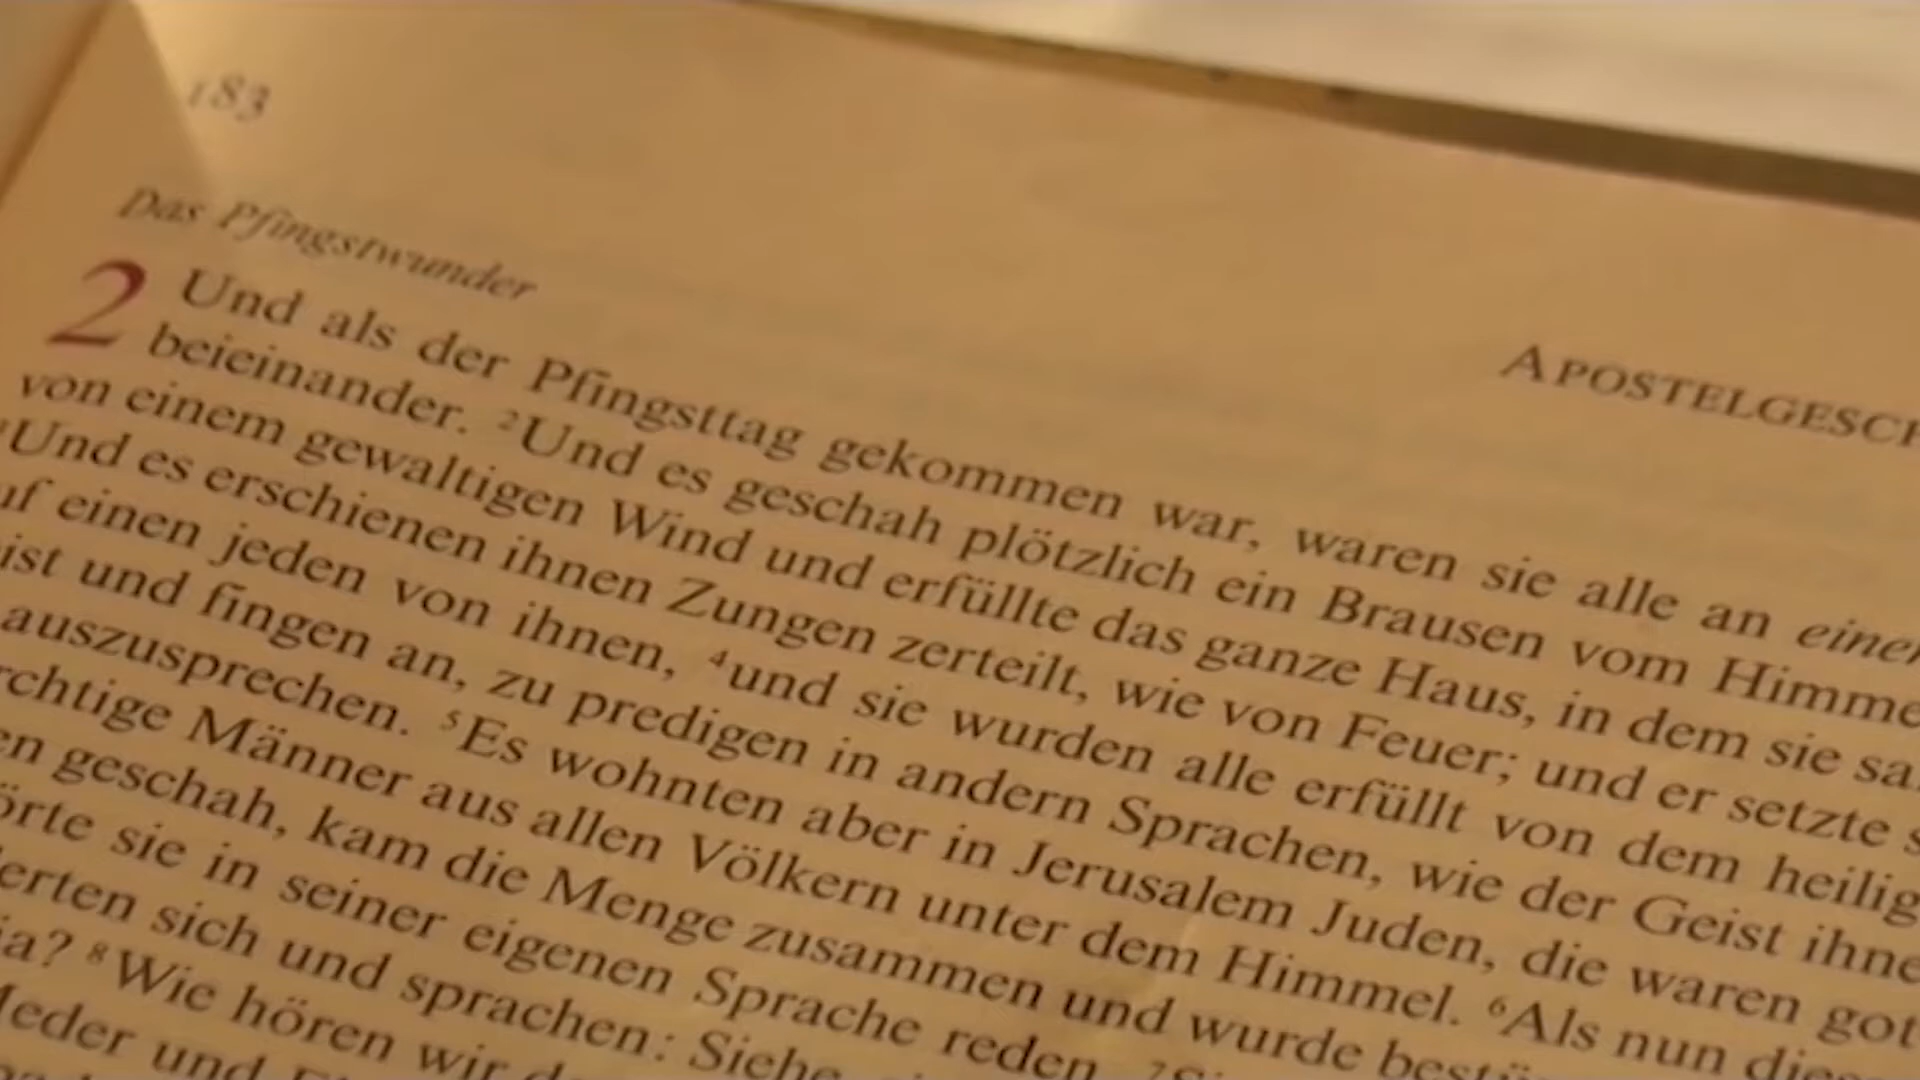 183
Das Pfingstwunder
APOSTELGESCH
2 Und als der Pfingsttag gekommen war, waren sie alle an einem
beieinander. ²Und es geschah plötzlich ein Brausen vom Himme
von einem gewaltigen Wind und erfüllte das ganze Haus, in dem sie sa
³Und es erschienen ihnen Zungen zerteilt, wie von Feuer; und er setzte s
uf einen jeden von ihnen, ⁴und sie wurden alle erfüllt von dem heilig
ist und fingen an, zu predigen in andern Sprachen, wie der Geist ihne
auszusprechen. ⁵Es wohnten aber in Jerusalem Juden, die waren got
rchtige Männer aus allen Völkern unter dem Himmel. ⁶Als nun dies
en geschah, kam die Menge zusammen und wurde bestü
örte sie in seiner eigenen Sprache reden. ⁷Si
erten sich und sprachen: Siehe
ia? ⁸Wie hören wir
Meder und